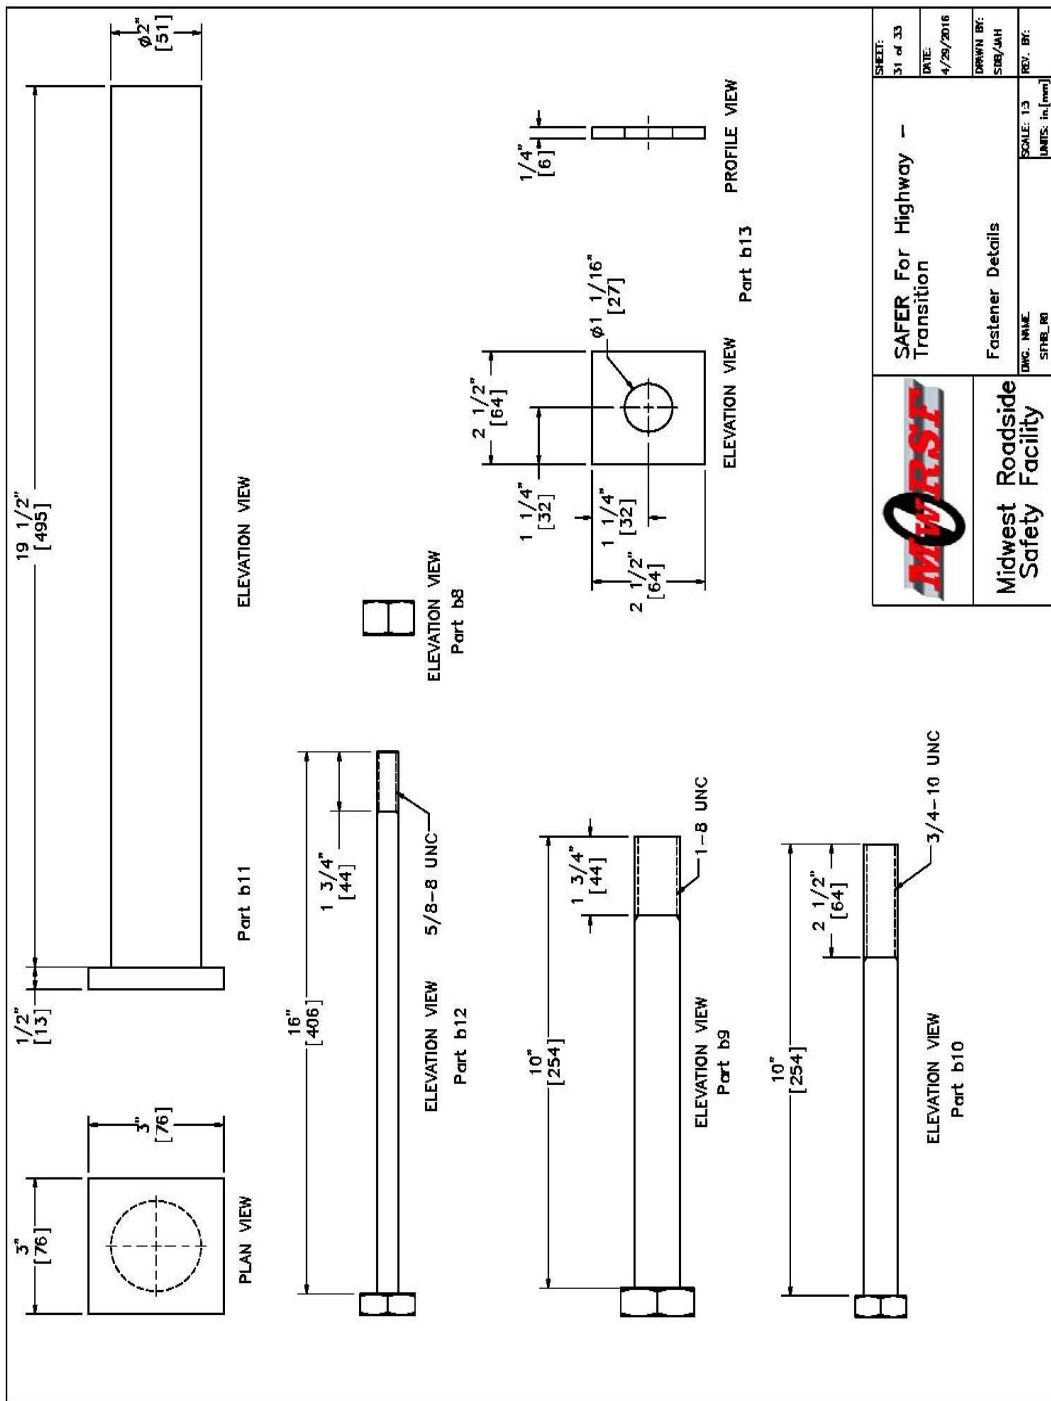 3"
[76]
3"
[76]
PLAN VIEW
1/2"
[13]
19 1/2"
[495]
ø2"
[51]
ELEVATION VIEW
Part b11
16"
[406]
1 3/4"
[44]
5/8-8 UNC
ELEVATION VIEW
Part b12
ELEVATION VIEW
Part b8
10"
[254]
1 3/4"
[44]
1-8 UNC
ELEVATION VIEW
Part b9
2 1/2"
[64]
1 1/4"
[32]
1 1/4"
[32]
2 1/2"
[64]
ø1 1/16"
[27]
ELEVATION VIEW
1/4"
[6]
PROFILE VIEW
Part b13
10"
[254]
2 1/2"
[64]
3/4-10 UNC
ELEVATION VIEW
Part b10
MwRSF
Midwest Roadside
Safety Facility
SAFER For Highway -
Transition
Fastener Details
DWG. NAME.
SFHB_R0
SCALE: 1:3
UNITS: in.[mm]
SHEET:
31 of 33
DATE:
4/29/2016
DRAWN BY:
SDB/JAH
REV. BY: